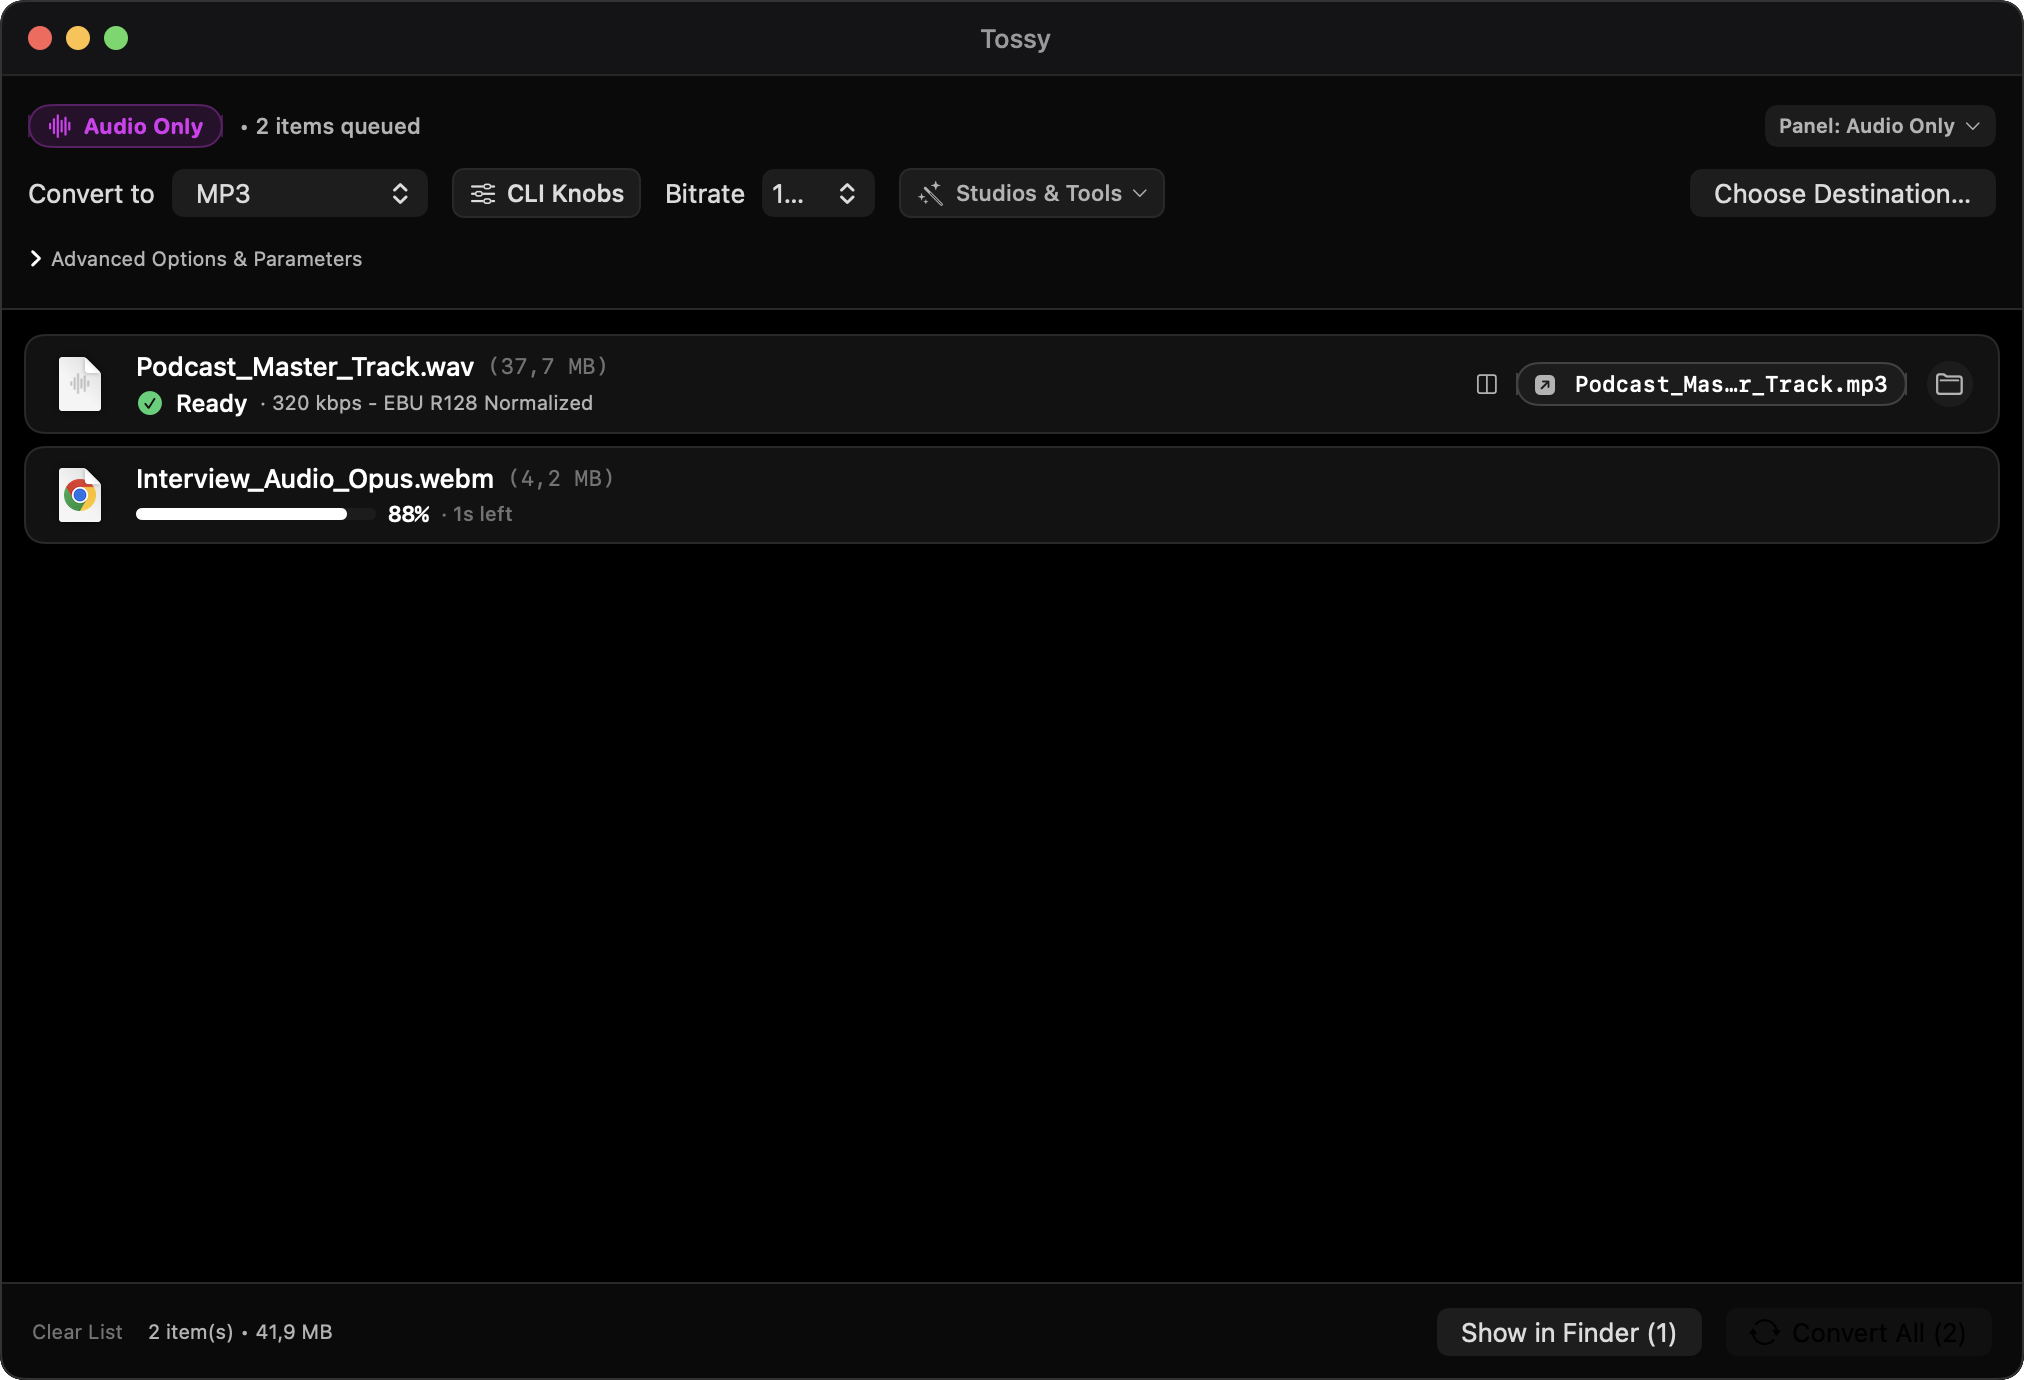 Tossy
Audio Only • 2 items queued
Panel: Audio Only
Convert to MP3 CLI Knobs Bitrate 1... Studios & Tools Choose Destination...
Advanced Options & Parameters
Podcast_Master_Track.wav (37,7 MB)
Ready · 320 kbps - EBU R128 Normalized
Podcast_Mas…r_Track.mp3
Interview_Audio_Opus.webm (4,2 MB)
88% · 1s left
Clear List 2 item(s) • 41,9 MB
Show in Finder (1) Convert All (2)